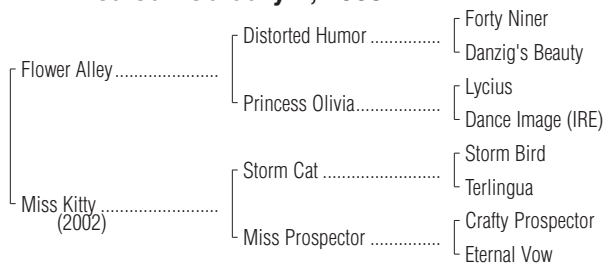 Forty Niner
Distorted Humor
Danzig's Beauty
Flower Alley
Lycius
Princess Olivia
Dance Image (IRE)
Storm Bird
Storm Cat
Terlingua
Miss Kitty
(2002)
Crafty Prospector
Miss Prospector
Eternal Vow